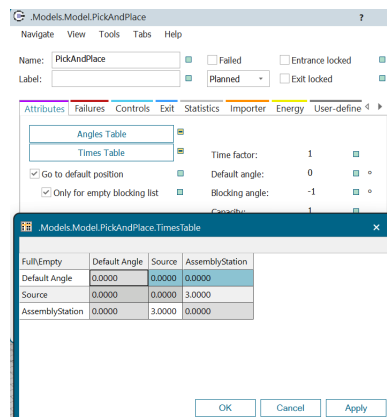 .Models.Model.PickAndPlace ?
Navigate View Tools Tabs Help
Name: PickAndPlace Failed Entrance locked
Label: Planned Exit locked
Attributes Failures Controls Exit Statistics Importer Energy User-define
Angles Table
Times Table Time factor: 1
Go to default position Default angle: 0 °
Only for empty blocking list Blocking angle: -1 °
Capacity: 1
.Models.Model.PickAndPlace.TimesTable ×
Full\Empty Default Angle Source AssemblyStation
Default Angle 0.0000 0.0000 0.0000
Source 0.0000 0.0000 3.0000
AssemblyStation 0.0000 3.0000 0.0000
OK Cancel Apply